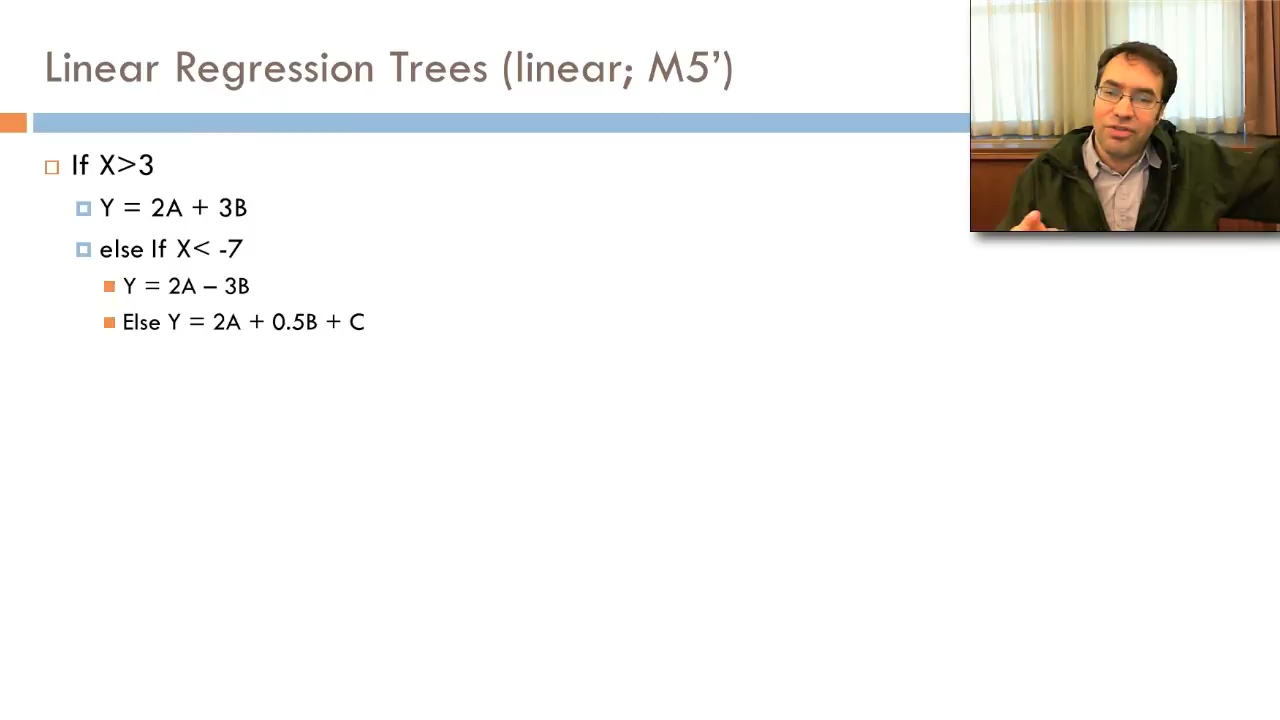 Linear Regression Trees (linear; M5’)
If X>3
Y = 2A + 3B
else If X< -7
Y = 2A – 3B
Else Y = 2A + 0.5B + C